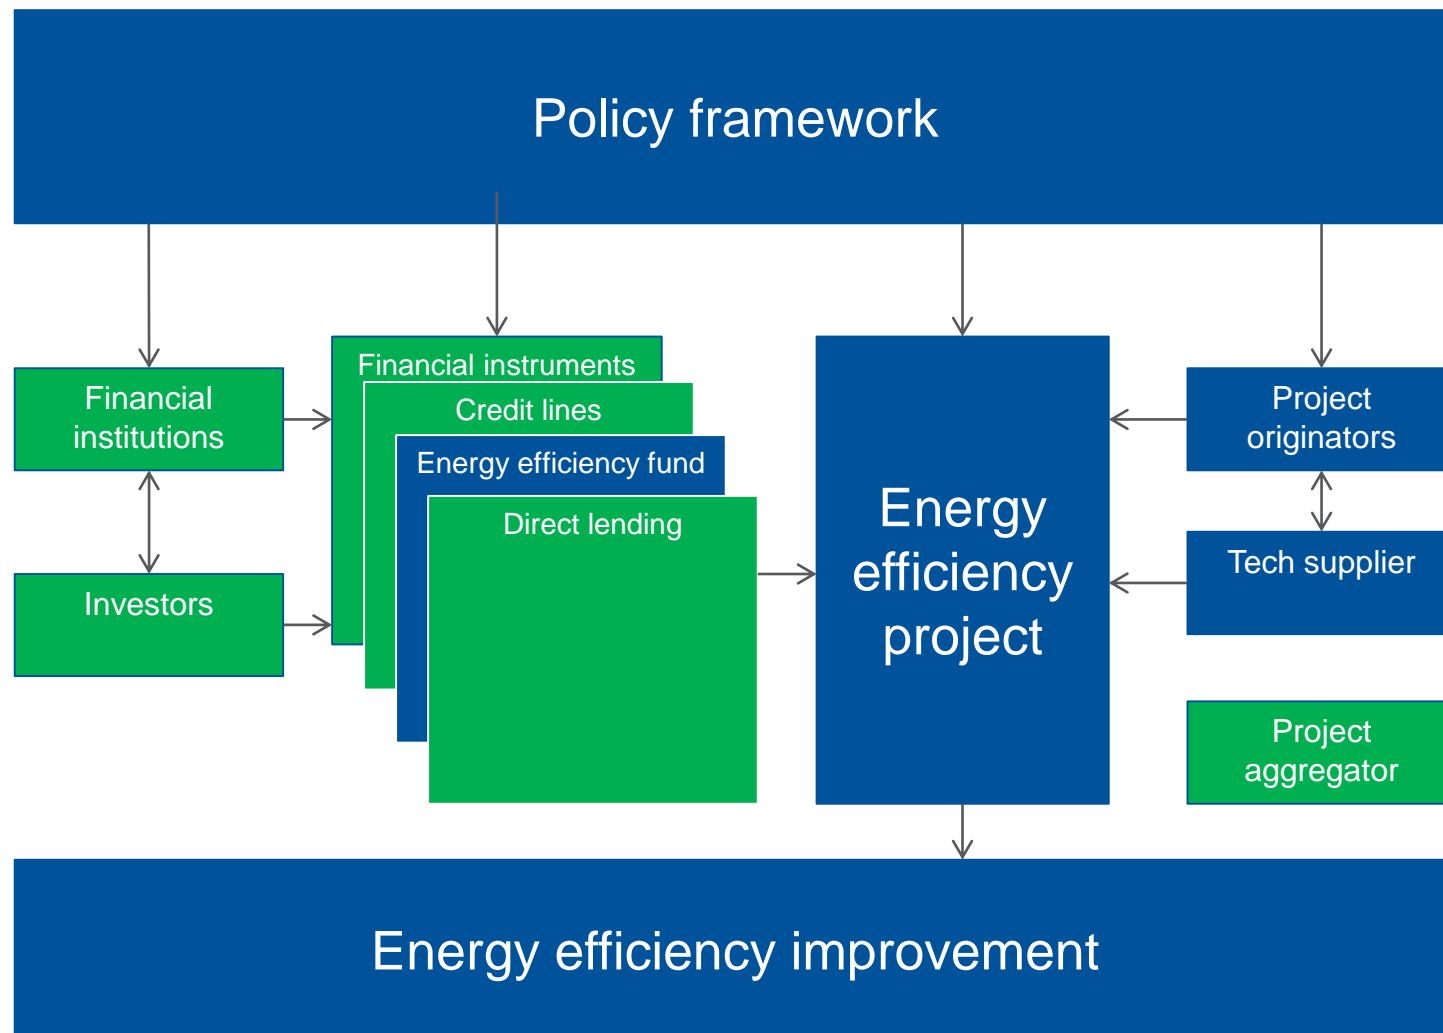 Policy framework
Financial
institutions
Investors
Financial instruments
Credit lines
Energy efficiency fund
Direct lending
Energy
efficiency
project
Project
originators
Tech supplier
Project
aggregator
Energy efficiency improvement